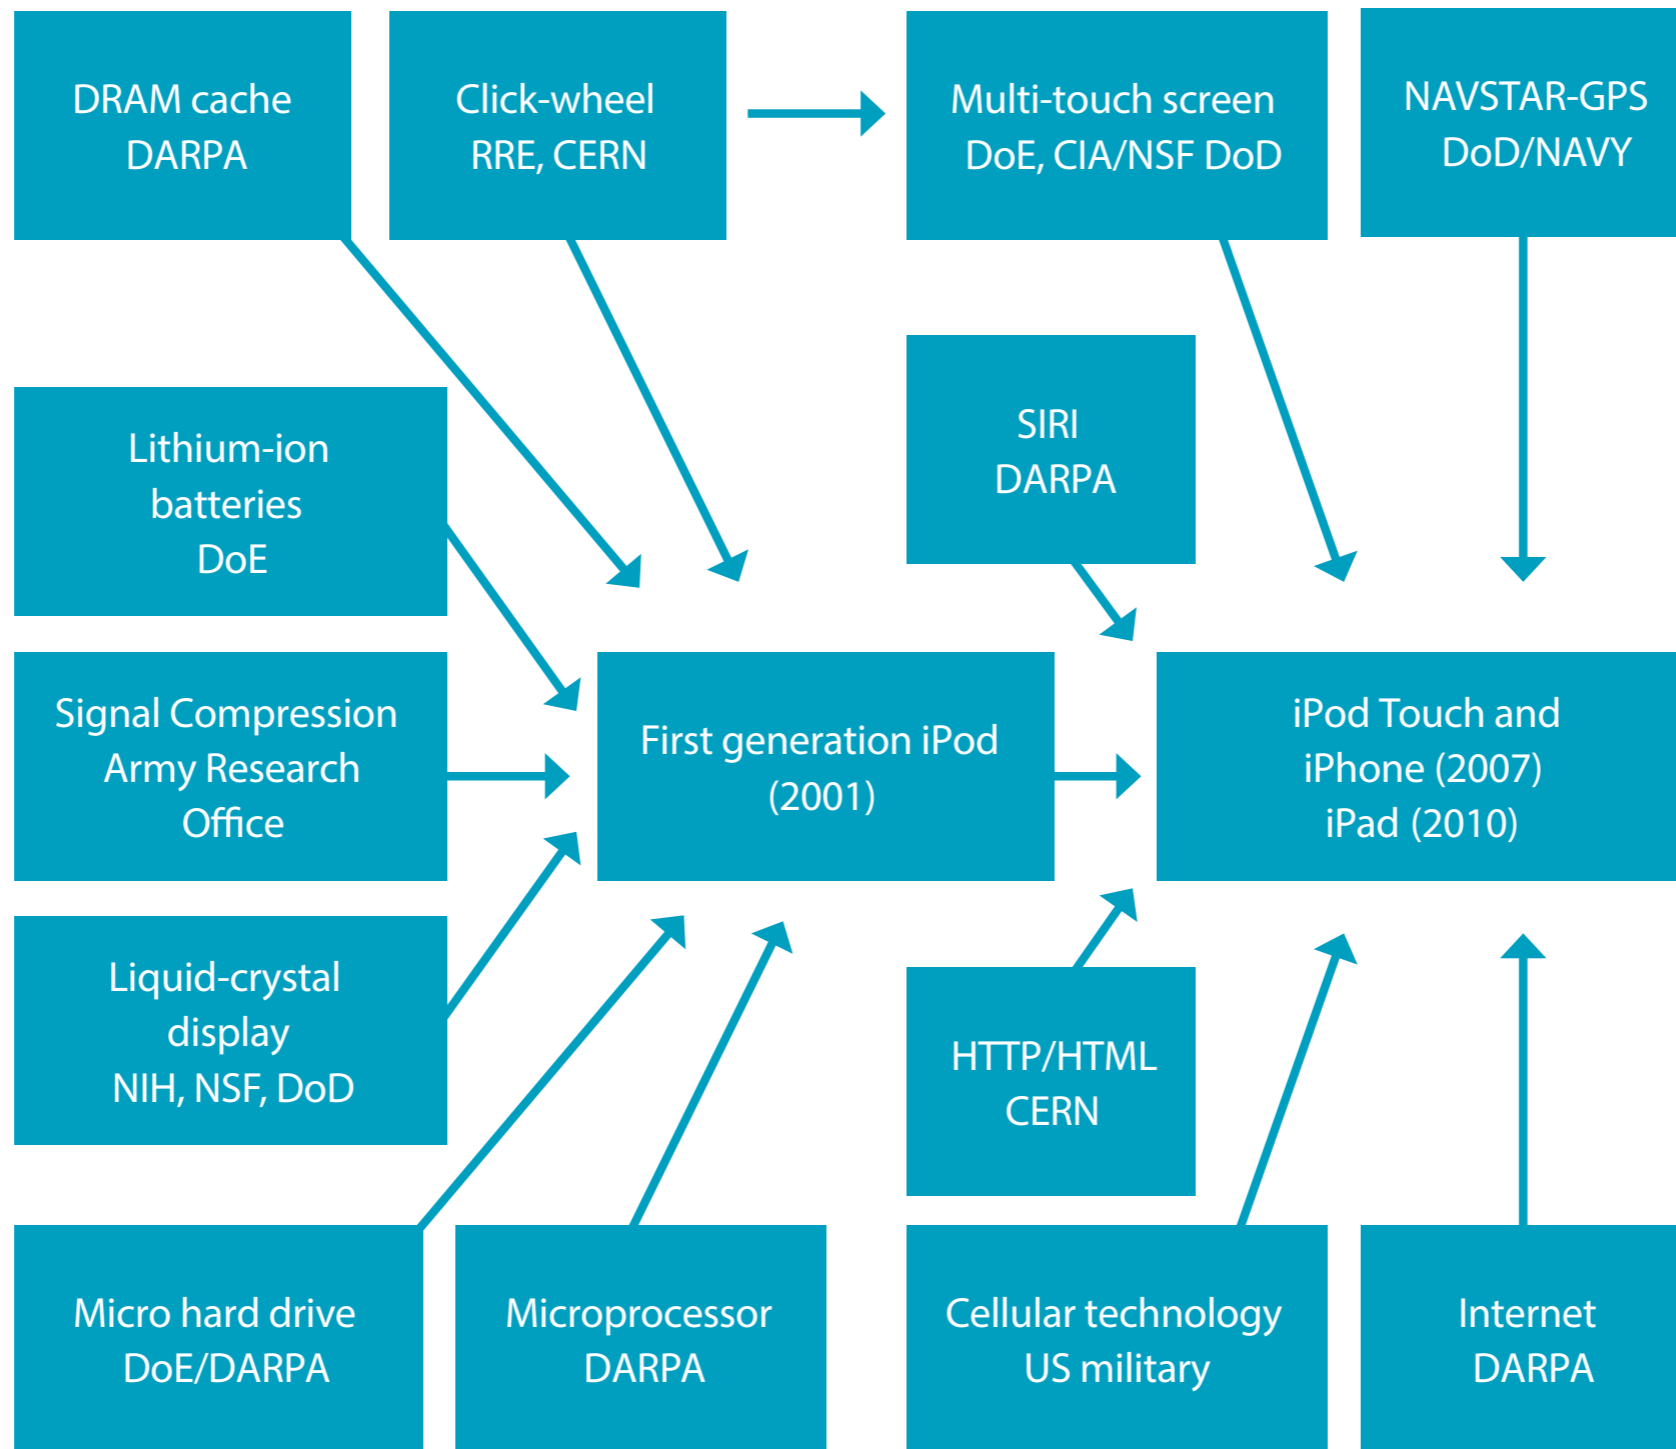 DRAM cache
DARPA
Click-wheel
RRE, CERN
Multi-touch screen
DoE, CIA/NSF DoD
NAVSTAR-GPS
DoD/NAVY
Lithium-ion
batteries
DoE
SIRI
DARPA
Signal Compression
Army Research
Office
First generation iPod
(2001)
iPod Touch and
iPhone (2007)
iPad (2010)
Liquid-crystal
display
NIH, NSF, DoD
HTTP/HTML
CERN
Micro hard drive
DoE/DARPA
Microprocessor
DARPA
Cellular technology
US military
Internet
DARPA